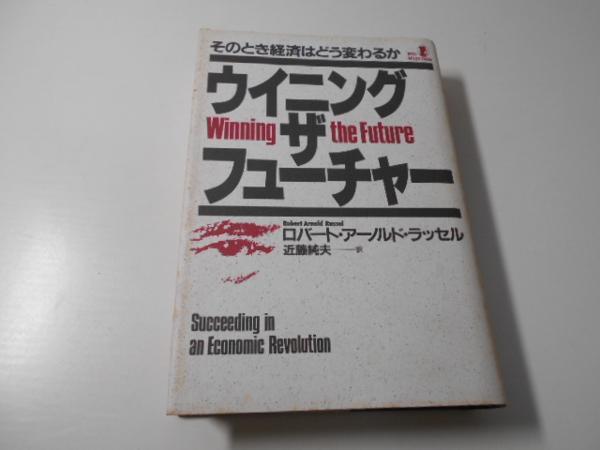 そのとき経済はどう変わるか
ウイニング
Winning ザ the Future
フューチャー
Robert Arnold Russel
ロバート・アーノルド・ラッセル
近藤純夫──訳
Succeeding in
an Economic Revolution